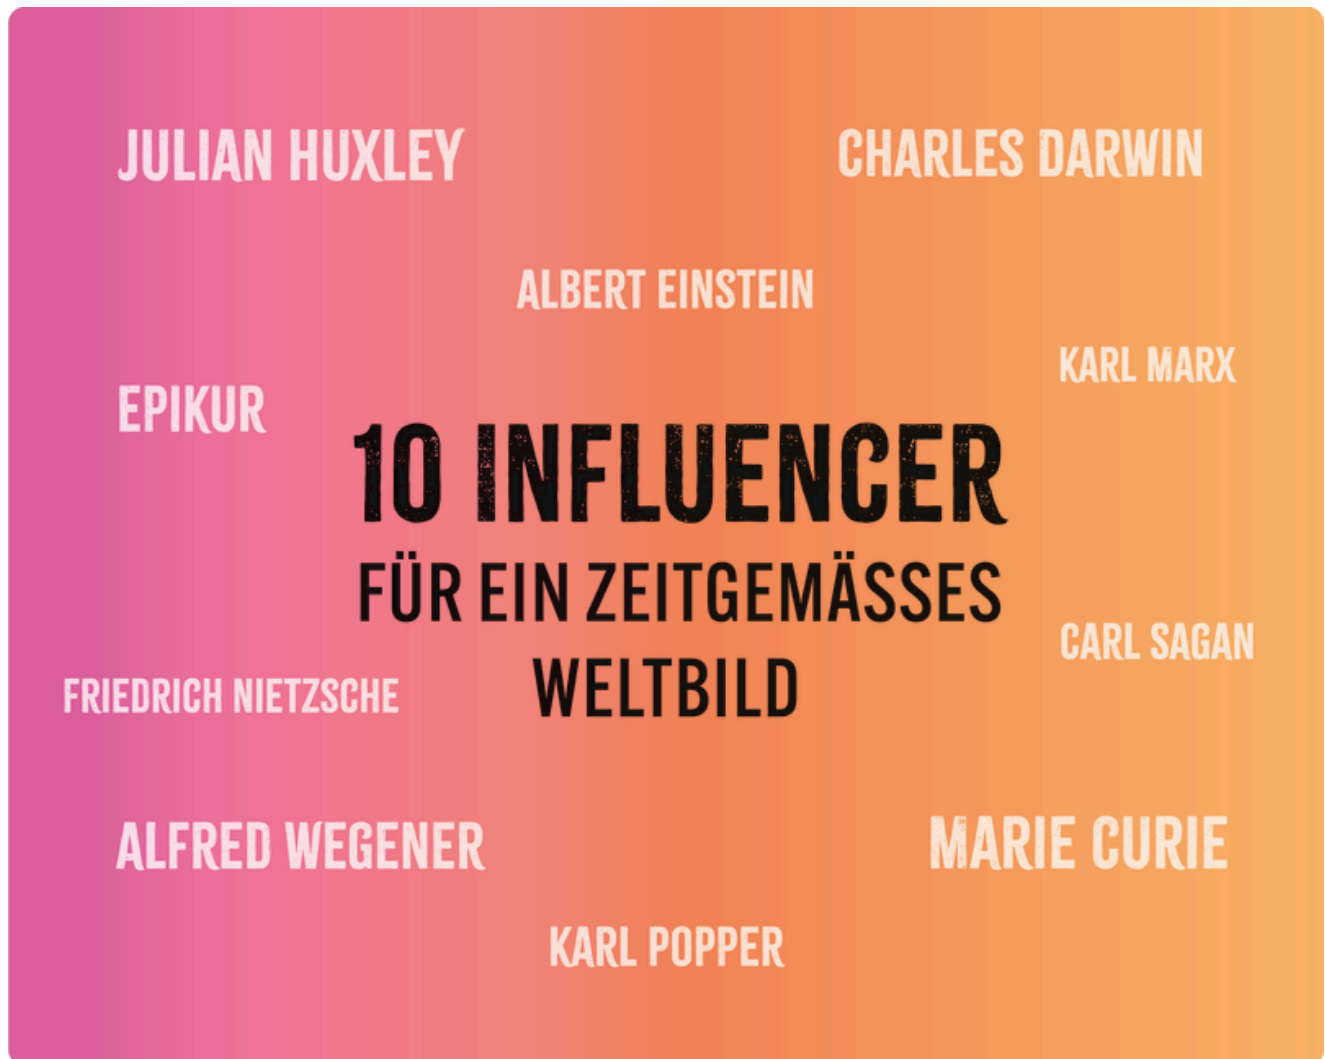 JULIAN HUXLEY
CHARLES DARWIN
ALBERT EINSTEIN
KARL MARX
EPIKUR
10 INFLUENCER
FÜR EIN ZEITGEMÄSSES
WELTBILD
CARL SAGAN
FRIEDRICH NIETZSCHE
ALFRED WEGENER
MARIE CURIE
KARL POPPER